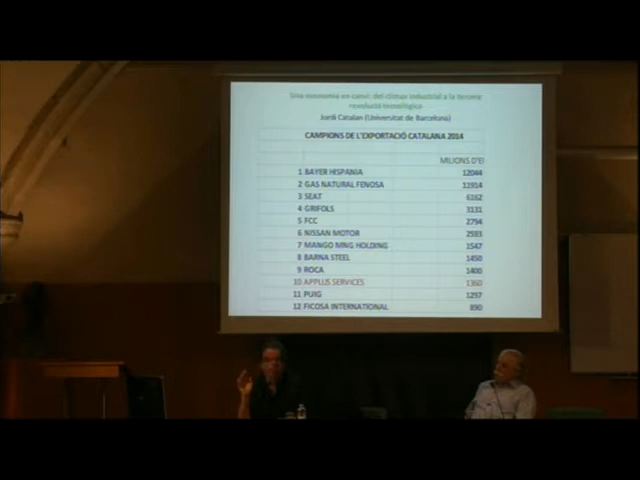 Una economia en canvi: del clímax industrial a la tercera
revolució tecnològica
Jordi Catalan (Universitat de Barcelona)
CAMPIONS DE L'EXPORTACIÓ CATALANA 2014
MILIONS D'EU
1 BAYER HISPANIA 12044
2 GAS NATURAL FENOSA 11914
3 SEAT 6162
4 GRIFOLS 3131
5 FCC 2794
6 NISSAN MOTOR 2593
7 MANGO MNG HOLDING 1547
8 BARNA STEEL 1450
9 ROCA 1400
10 APPLUS SERVICES 1360
11 PUIG 1297
12 FICOSA INTERNATIONAL 890